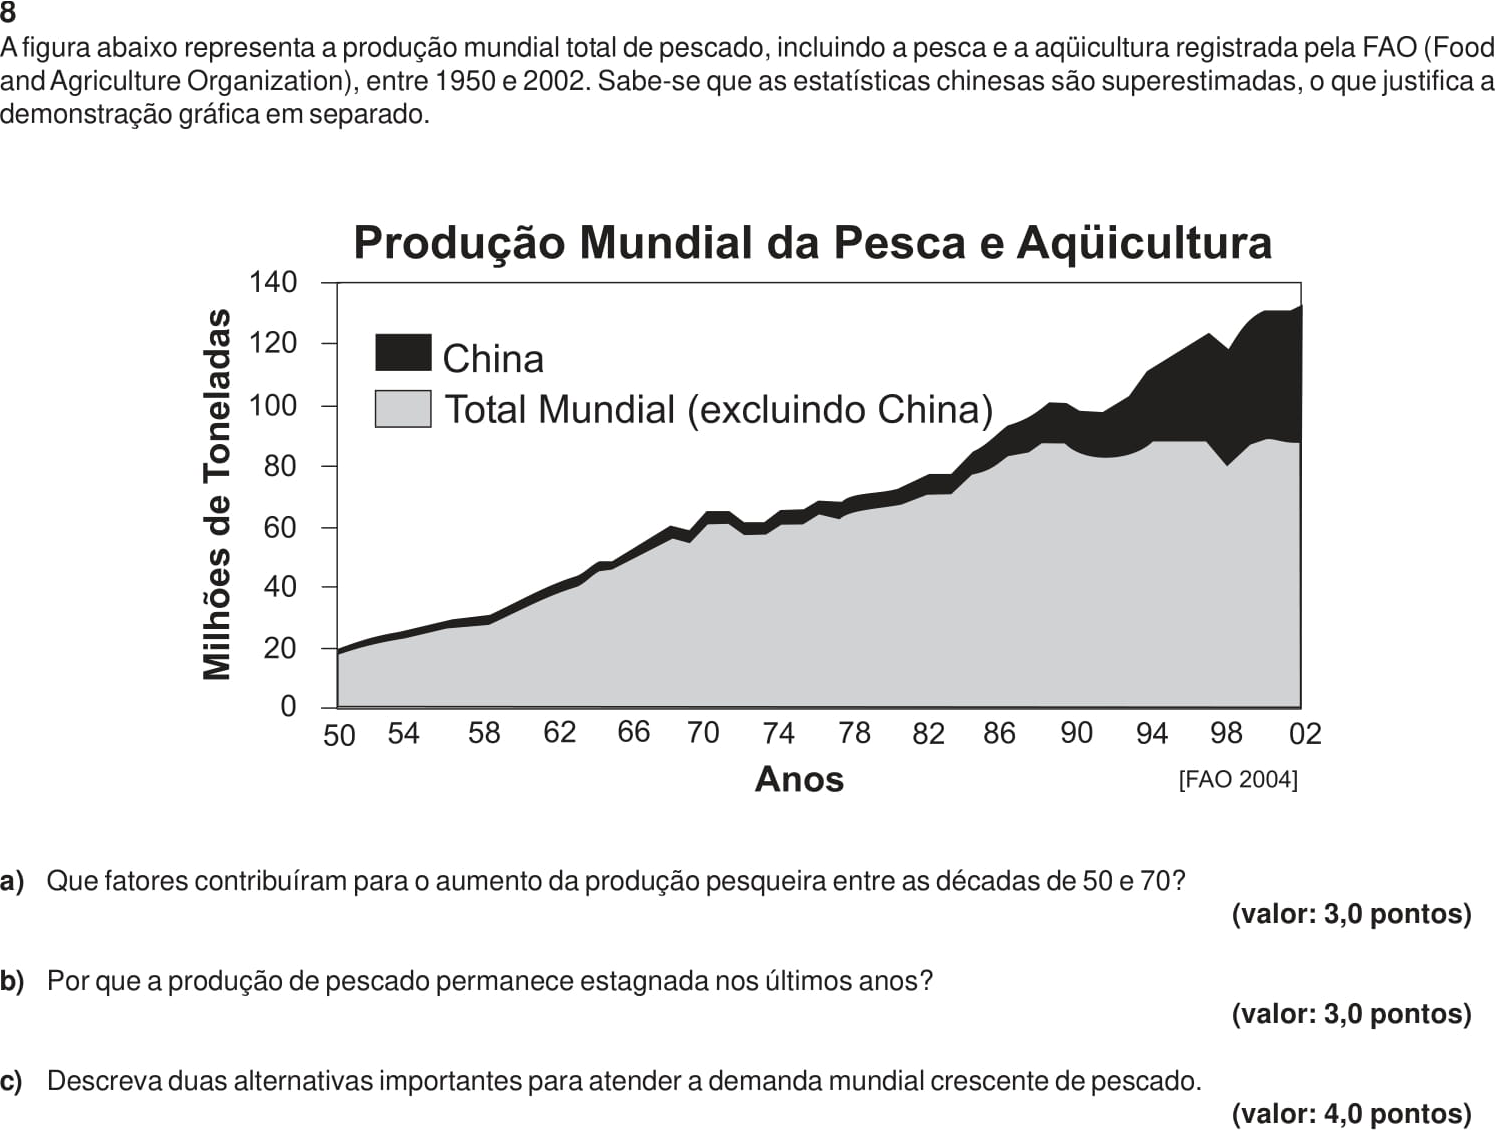 8
A figura abaixo representa a produção mundial total de pescado, incluindo a pesca e a aqüicultura registrada pela FAO (Food
and Agriculture Organization), entre 1950 e 2002. Sabe-se que as estatísticas chinesas são superestimadas, o que justifica a
demonstração gráfica em separado.
Produção Mundial da Pesca e Aqüicultura
Milhões de Toneladas
140
120
100
80
60
40
20
0
China
Total Mundial (excluindo China)
50 54 58 62 66 70 74 78 82 86 90 94 98 02
Anos
[FAO 2004]
a) Que fatores contribuíram para o aumento da produção pesqueira entre as décadas de 50 e 70?
(valor: 3,0 pontos)
b) Por que a produção de pescado permanece estagnada nos últimos anos?
(valor: 3,0 pontos)
c) Descreva duas alternativas importantes para atender a demanda mundial crescente de pescado.
(valor: 4,0 pontos)